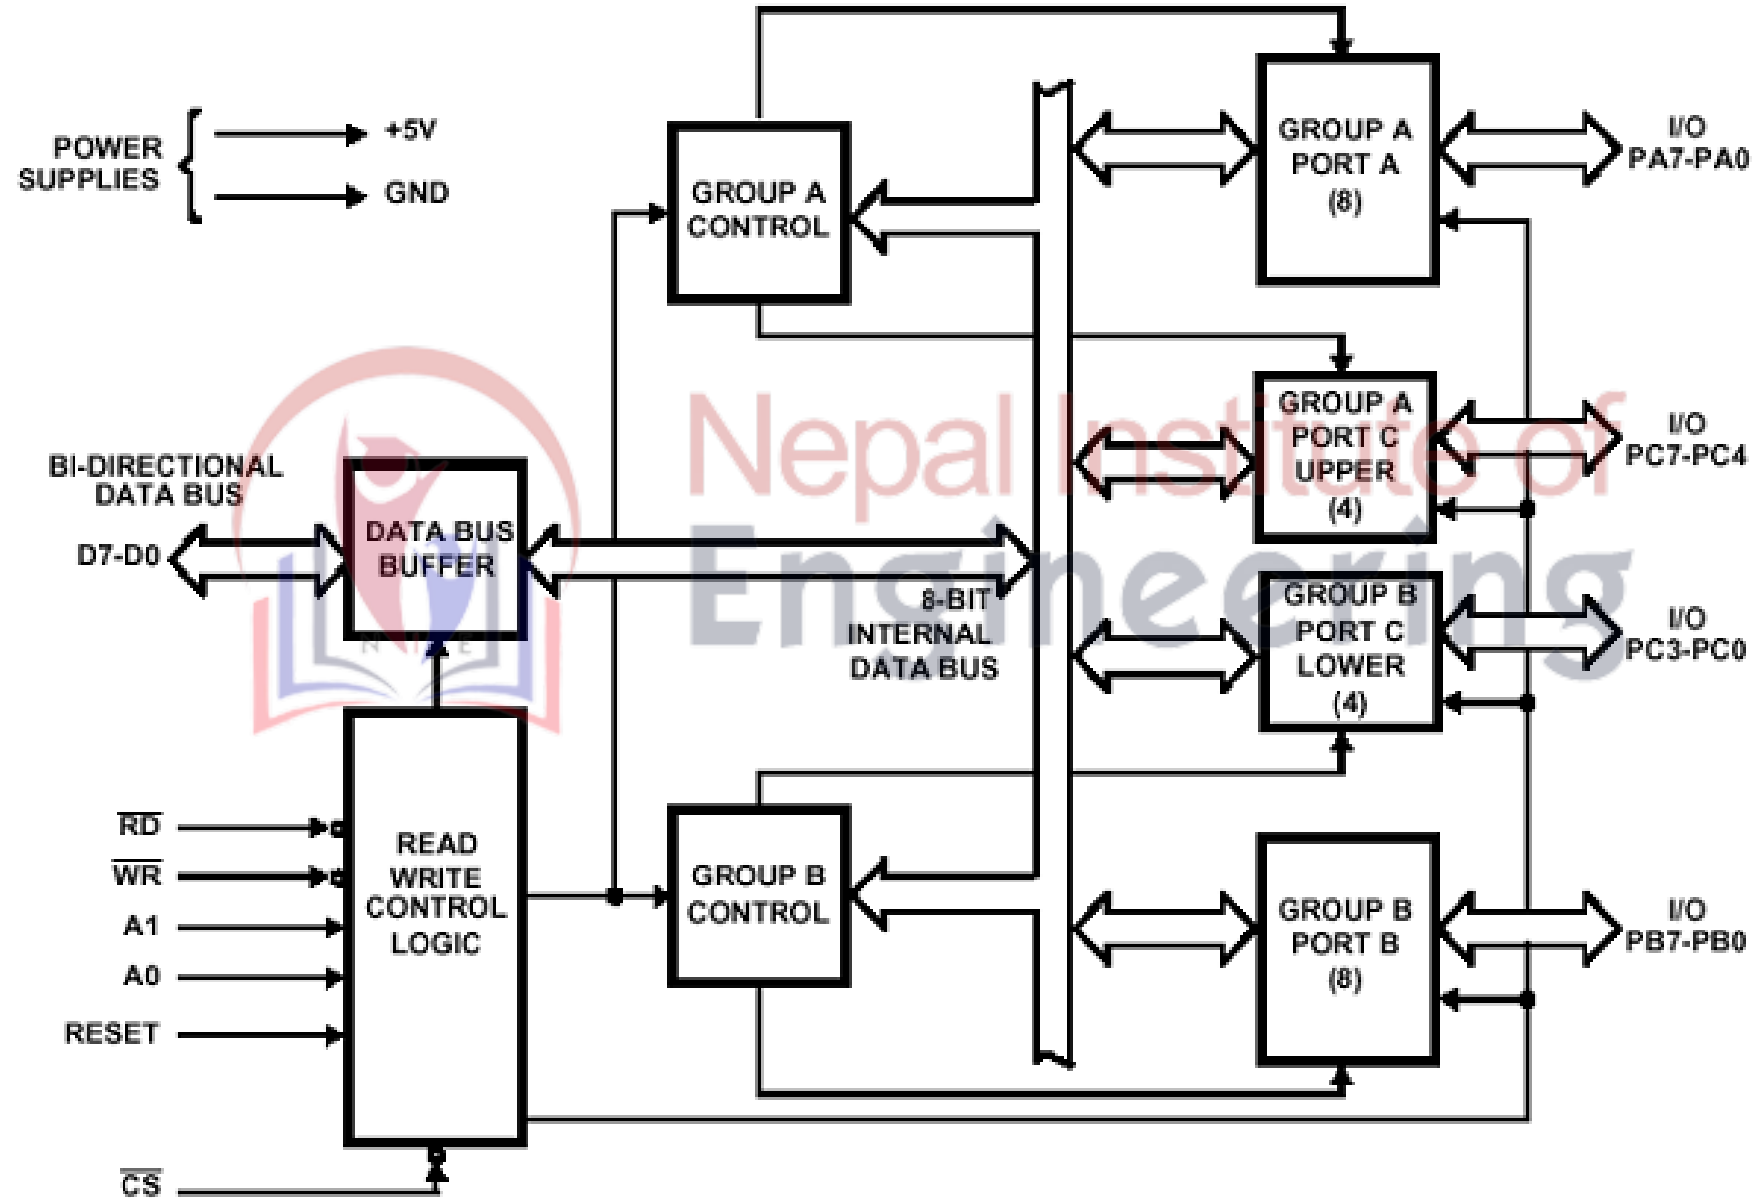 POWER
SUPPLIES
+5V
GND
GROUP A
CONTROL
GROUP A
PORT A
(8)
I/O
PA7-PA0
GROUP A
PORT C
UPPER
(4)
I/O
PC7-PC4
Nepal Institute of
Engineering
BI-DIRECTIONAL
DATA BUS
D7-D0
DATA BUS
BUFFER
N I E
8-BIT
INTERNAL
DATA BUS
GROUP B
PORT C
LOWER
(4)
I/O
PC3-PC0
RD
WR
A1
A0
RESET
CS
READ
WRITE
CONTROL
LOGIC
GROUP B
CONTROL
GROUP B
PORT B
(8)
I/O
PB7-PB0